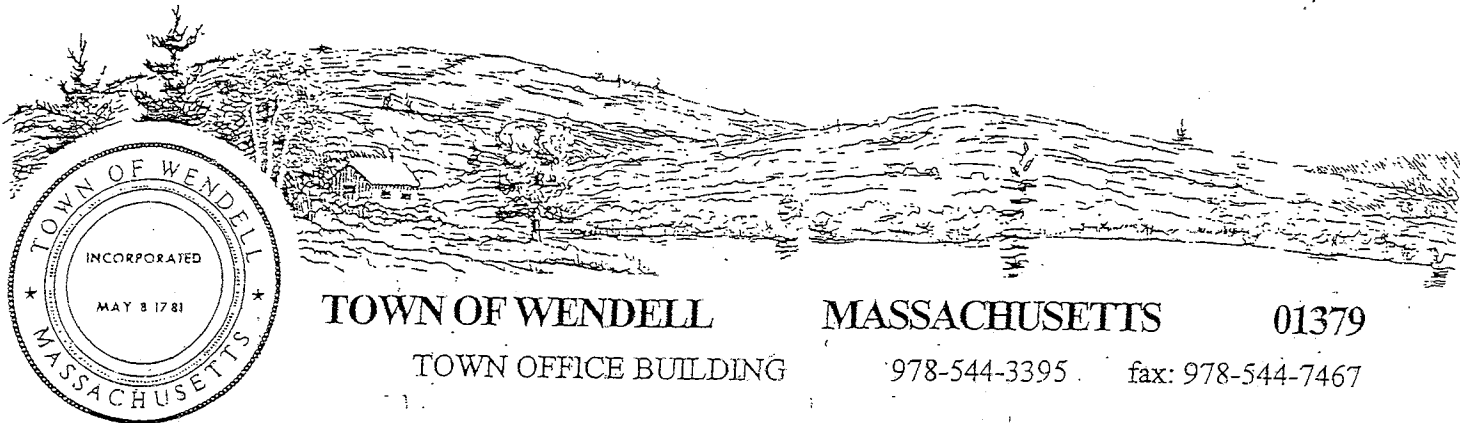 TOWN OF WENDELL
INCORPORATED
MAY 8 1781
MASSACHUSETTS
TOWN OF WENDELL MASSACHUSETTS 01379
TOWN OFFICE BUILDING 978-544-3395 fax: 978-544-7467